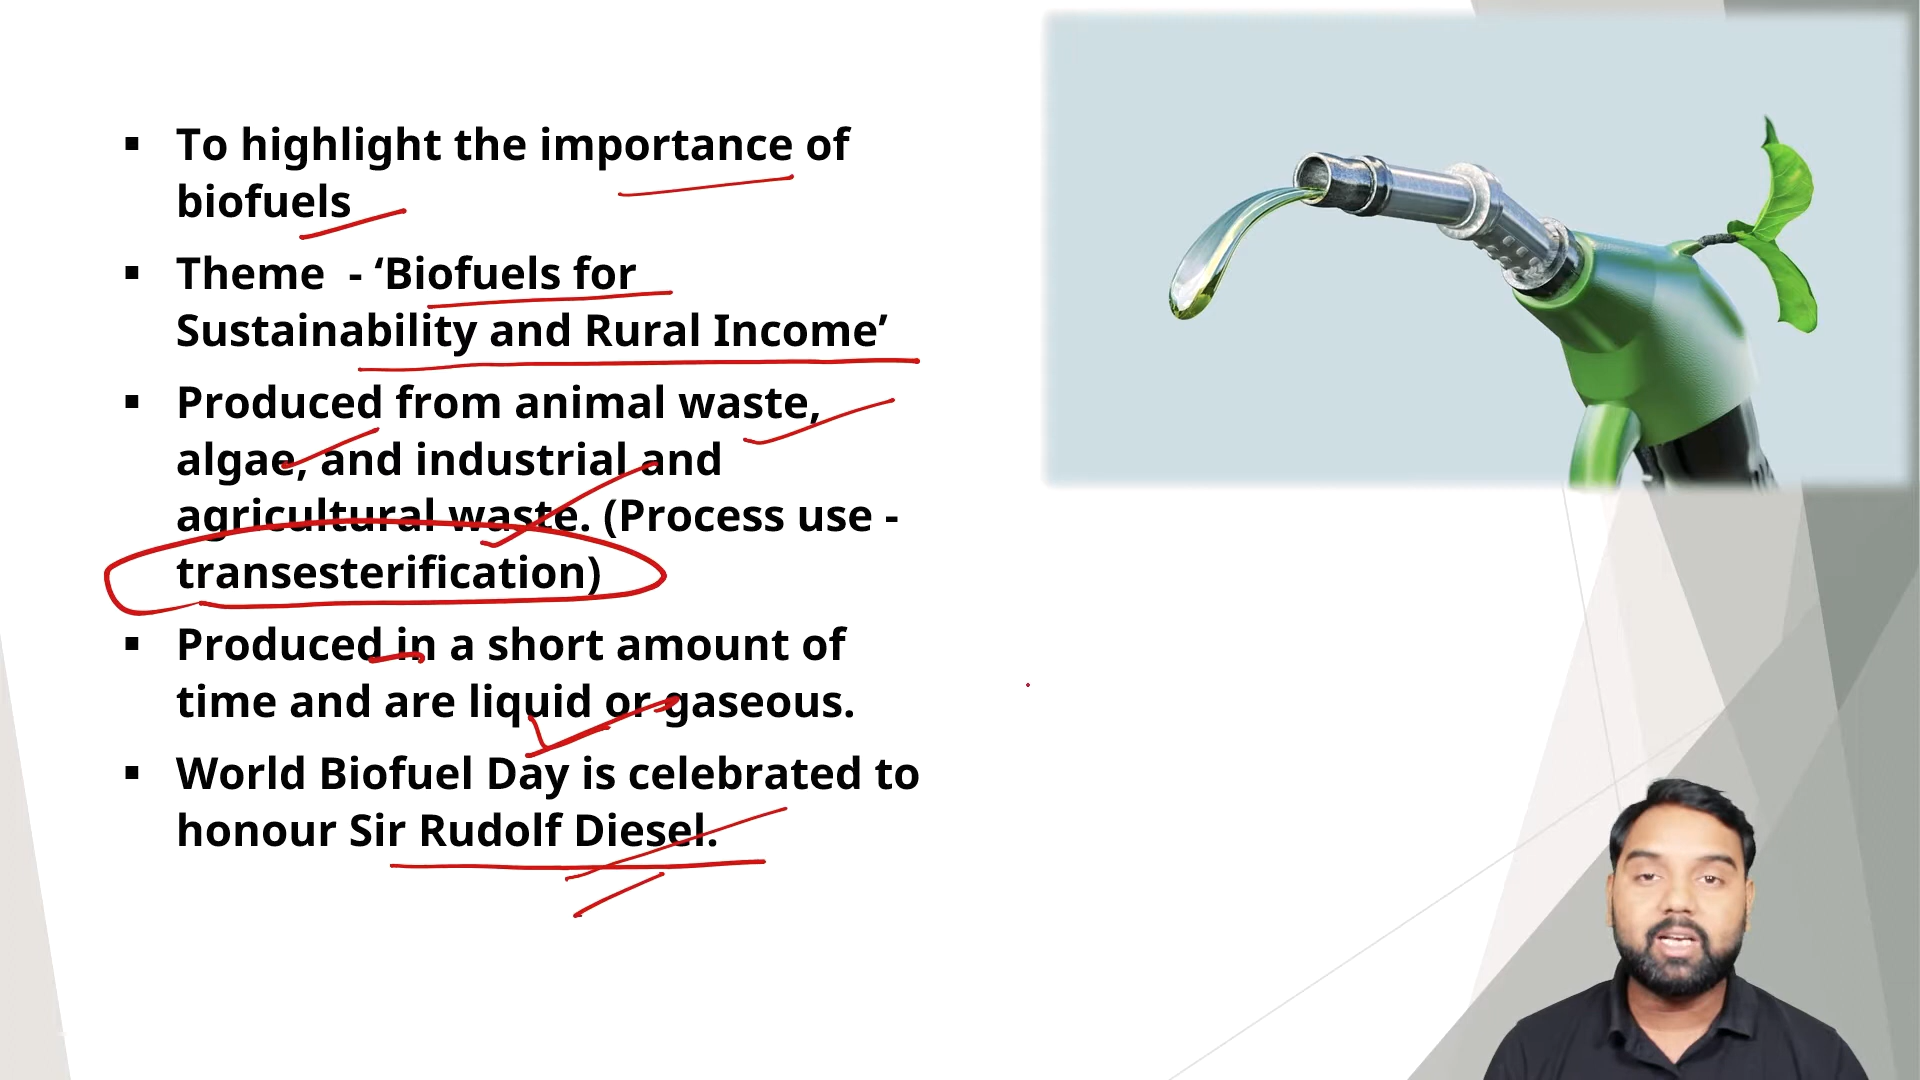 ▪ To highlight the importance of
biofuels
▪ Theme  - ‘Biofuels for
Sustainability and Rural Income’
▪ Produced from animal waste,
algae, and industrial and
agricultural waste. (Process use -
transesterification)
▪ Produced in a short amount of
time and are liquid or gaseous.
▪ World Biofuel Day is celebrated to
honour Sir Rudolf Diesel.